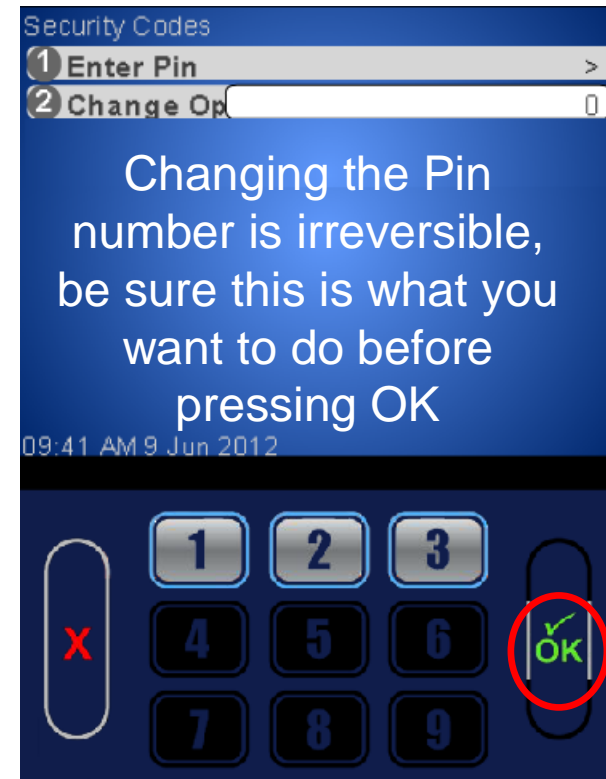 Security Codes
1 Enter Pin >
2 Change Op 0
Changing the Pin
number is irreversible,
be sure this is what you
want to do before
pressing OK
09:41 AM 9 Jun 2012
1 2 3
X 4 5 6 OK
7 8 9